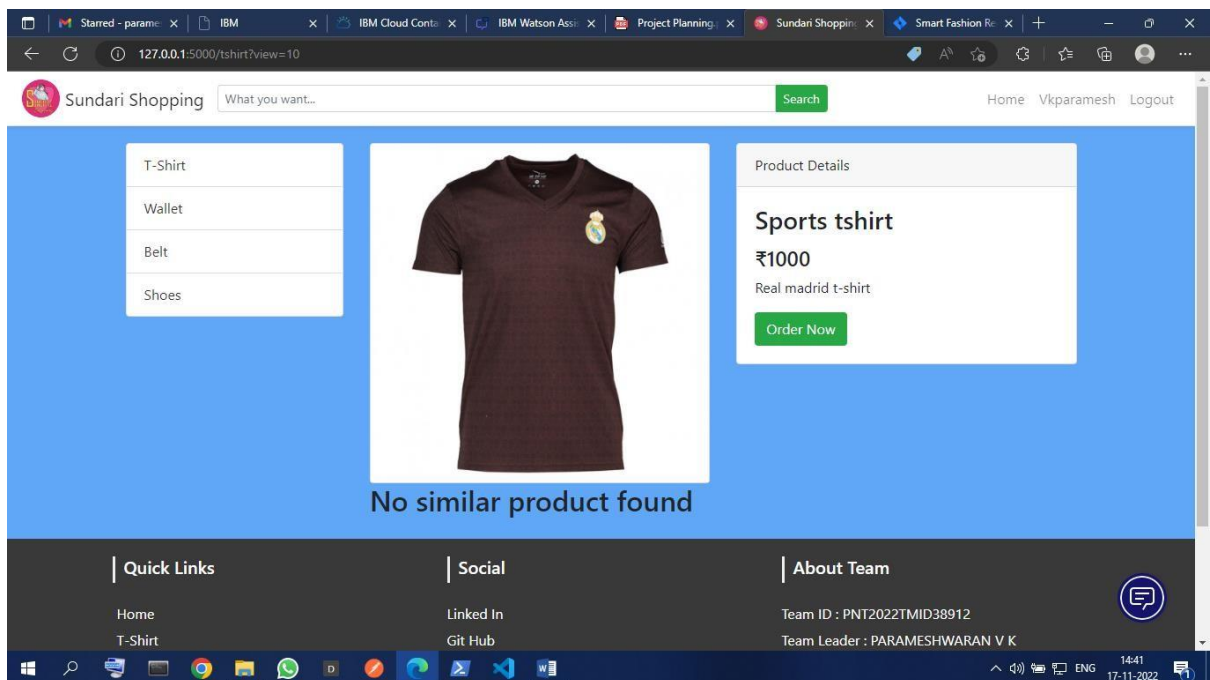 Starred - parame
IBM
IBM Cloud Conta
IBM Watson Assis
Project Planning.p
Sundari Shopping
Smart Fashion Re
127.0.0.1:5000/tshirt?view=10
Sundari Shopping
What you want...
Search
Home Vkparamesh Logout
T-Shirt
Wallet
Belt
Shoes
Product Details
Sports tshirt
₹1000
Real madrid t-shirt
Order Now
No similar product found
Quick Links
Home
T-Shirt
Social
Linked In
Git Hub
About Team
Team ID : PNT2022TMID38912
Team Leader : PARAMESHWARAN V K
ENG
14:41
17-11-2022